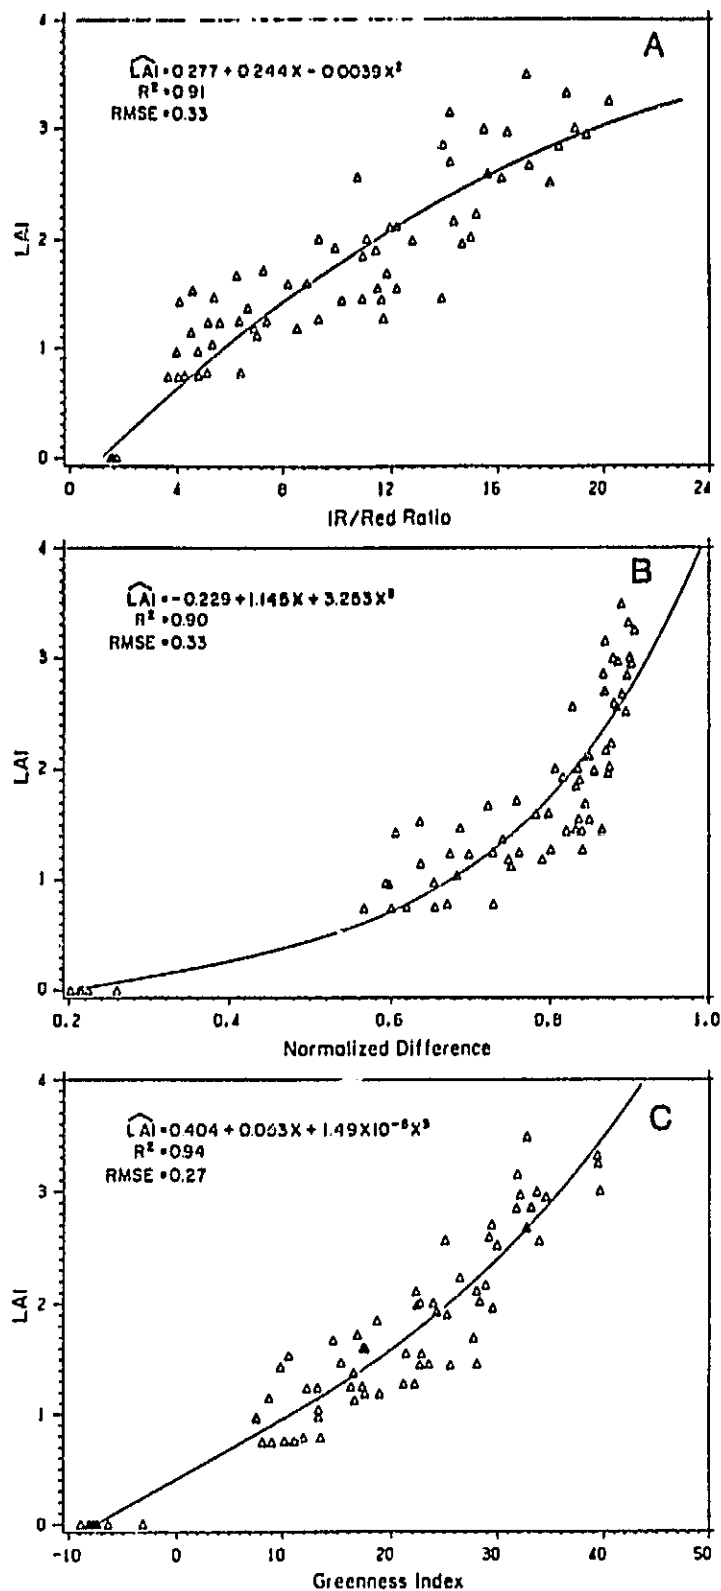 A
LAI = 0.277 + 0.244X - 0.0039X²
R² = 0.91
RMSE = 0.33
4
3
2
1
0
LAI
0 4 8 12 16 20 24
IR/Red Ratio
B
LAI = -0.229 + 1.145X + 3.253X⁸
R² = 0.90
RMSE = 0.33
4
3
2
1
0
LAI
0.2 0.4 0.6 0.8 1.0
Normalized Difference
C
LAI = 0.404 + 0.053X + 1.49X10⁻⁵X³
R² = 0.94
RMSE = 0.27
4
3
2
1
0
LAI
-10 0 10 20 30 40 50
Greenness Index